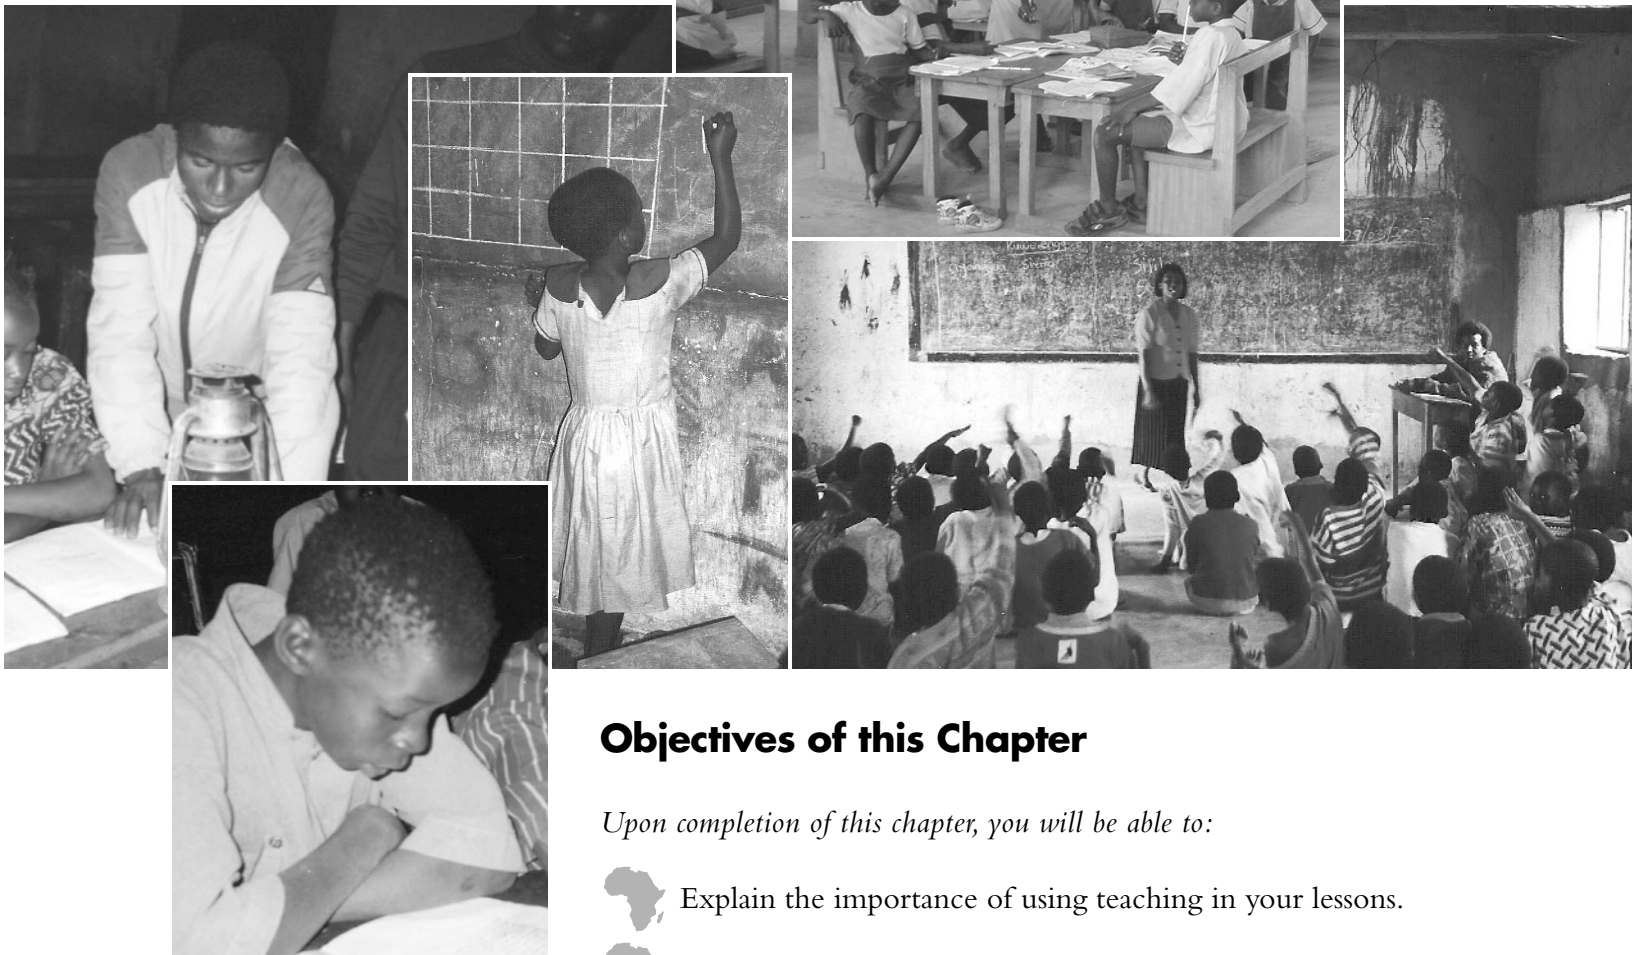 Objectives of this Chapter
Upon completion of this chapter, you will be able to:
Explain the importance of using teaching in your lessons.